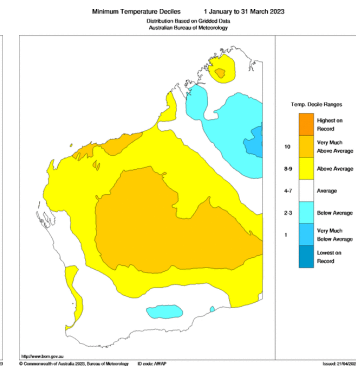 Minimum Temperature Deciles 1 January to 31 March 2023
Distribution Based on Gridded Data
Australian Bureau of Meteorology
Temp. Decile Ranges
Highest on
Record
10 Very Much
Above Average
8-9 Above Average
4-7 Average
2-3 Below Average
1 Very Much
Below Average
Lowest on
Record
http://www.bom.gov.au
© Commonwealth of Australia 2023, Bureau of Meteorology ID code: AWAP